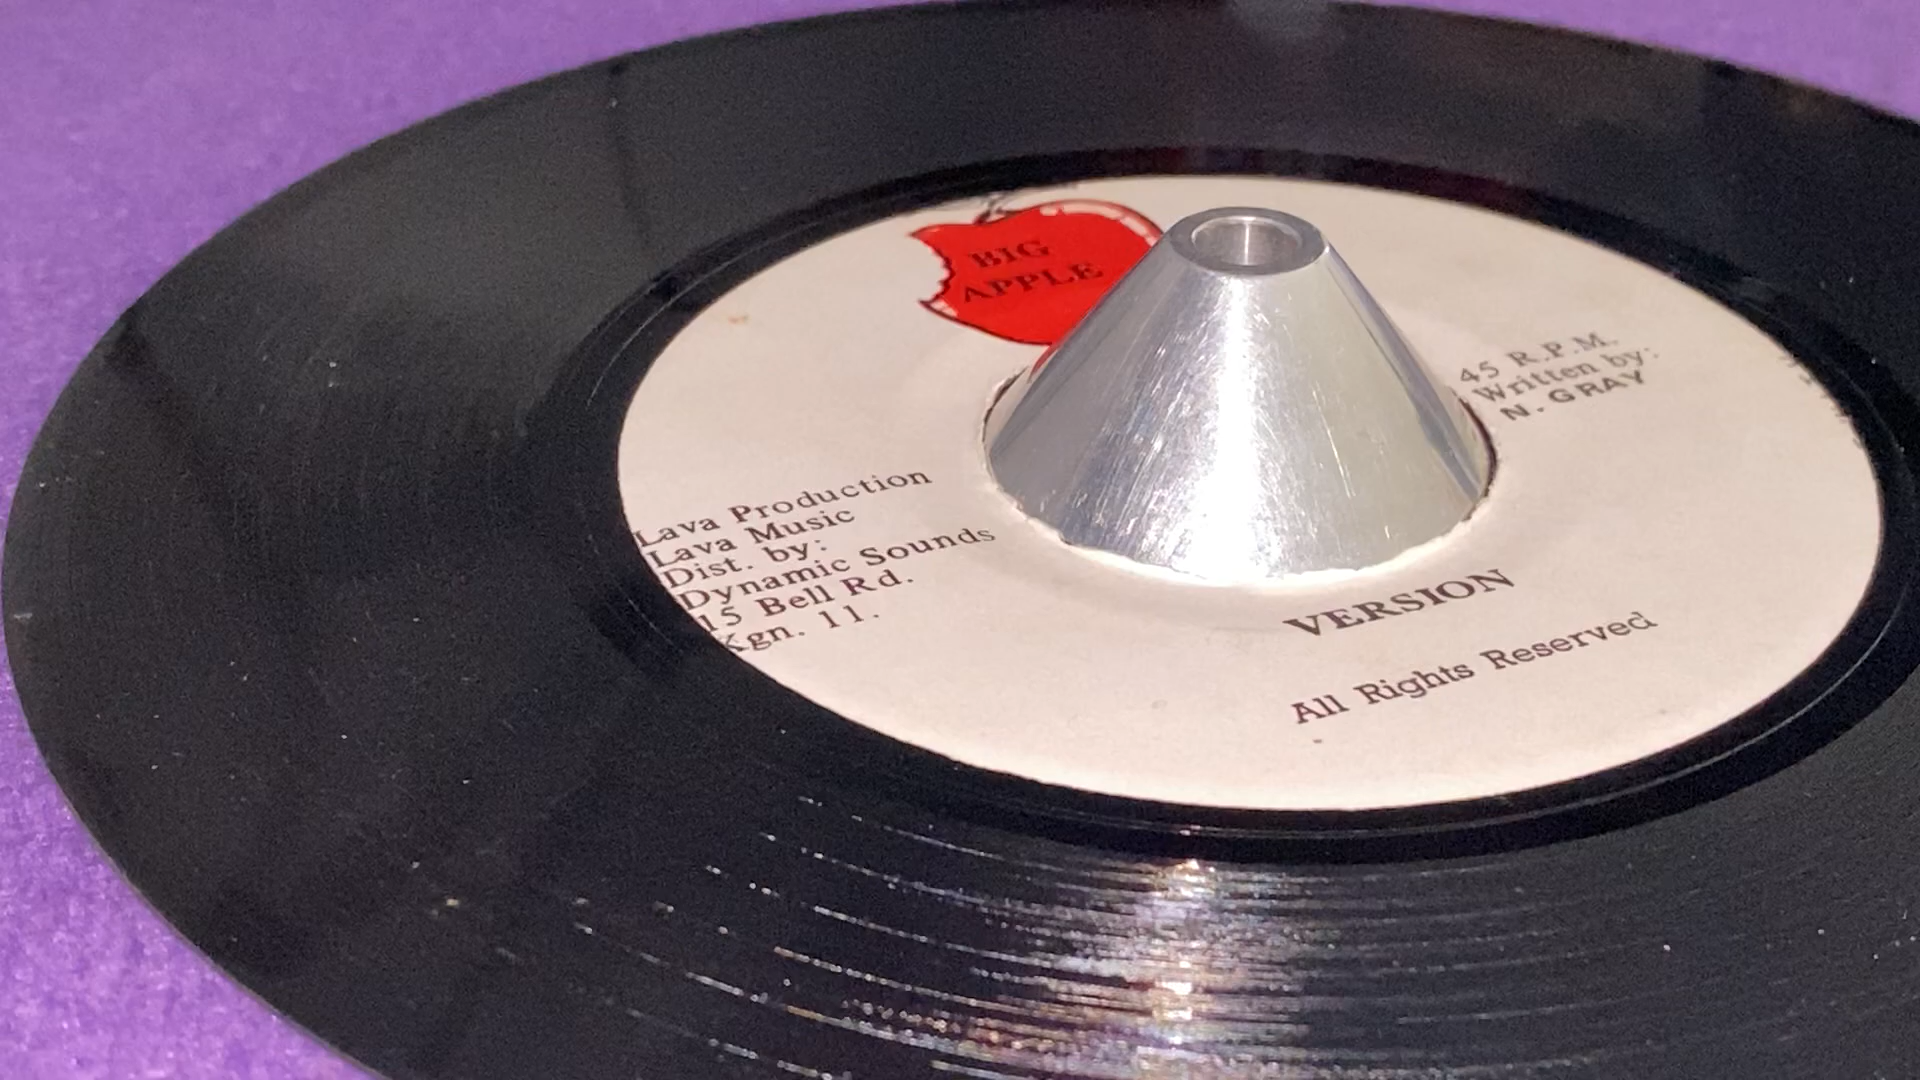 BIG
APPLE
45 R.P.M.
Written by:
N. GRAY
Lava Production
Lava Music
Dist. by:
Dynamic Sounds
15 Bell Rd.
Kgn. 11.
VERSION
All Rights Reserved